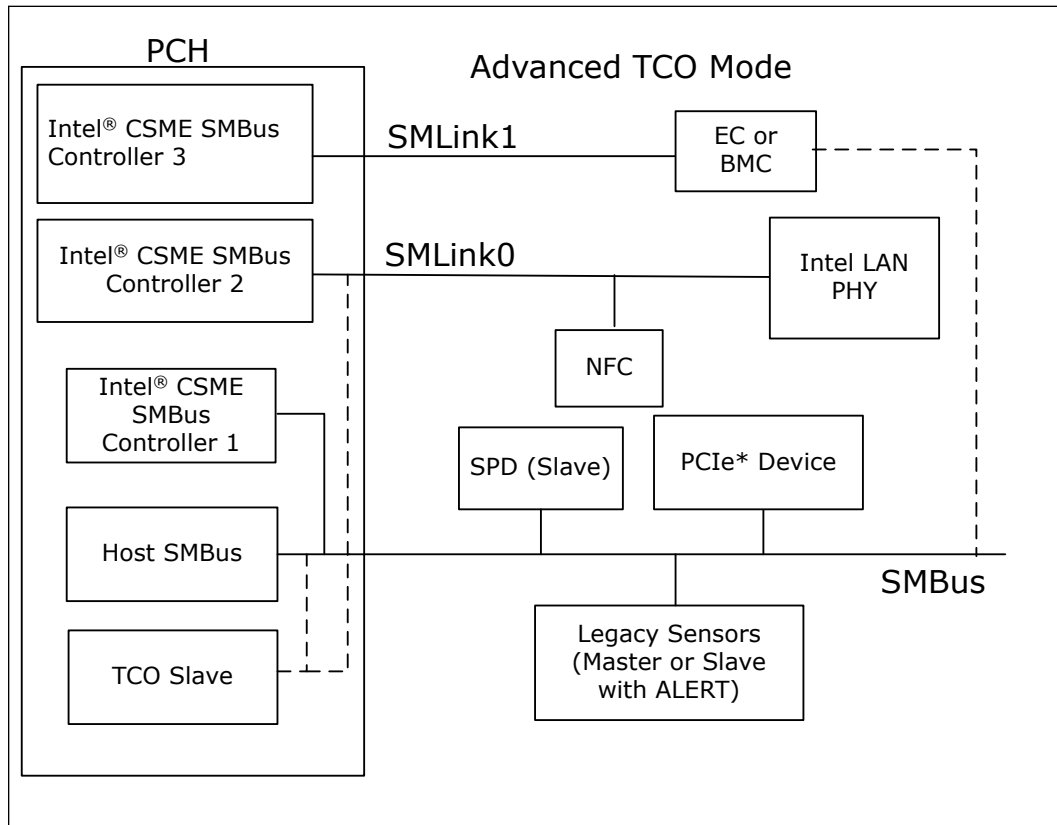 PCH
Advanced TCO Mode
Intel® CSME SMBus
Controller 3
SMLink1
EC or
BMC
Intel® CSME SMBus
Controller 2
SMLink0
Intel LAN
PHY
NFC
Intel® CSME
SMBus
Controller 1
SPD (Slave)
PCIe* Device
Host SMBus
SMBus
TCO Slave
Legacy Sensors
(Master or Slave
with ALERT)